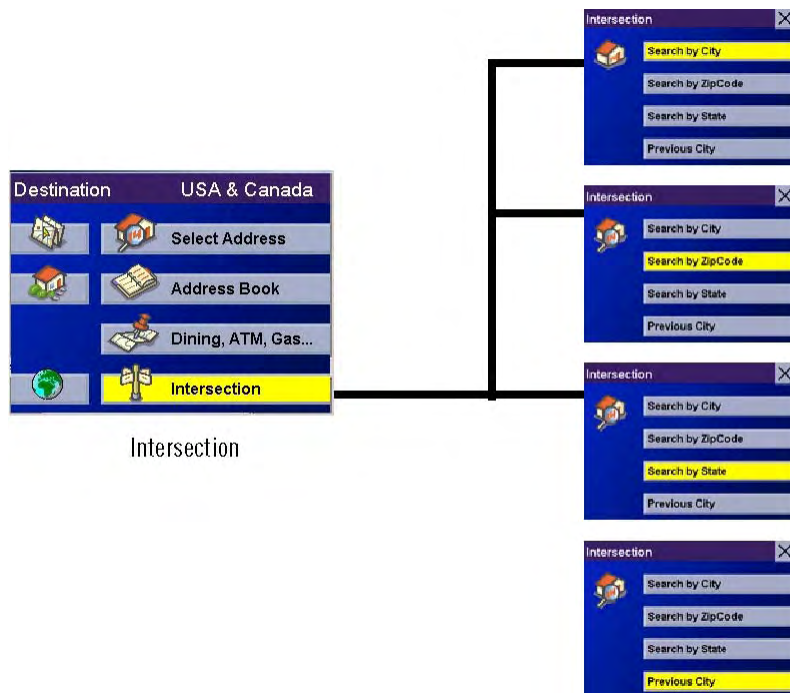 Destination USA & Canada
Select Address
Address Book
Dining, ATM, Gas...
Intersection
Intersection
Intersection
Search by City
Search by ZipCode
Search by State
Previous City
Intersection
Search by City
Search by ZipCode
Search by State
Previous City
Intersection
Search by City
Search by ZipCode
Search by State
Previous City
Intersection
Search by City
Search by ZipCode
Search by State
Previous City